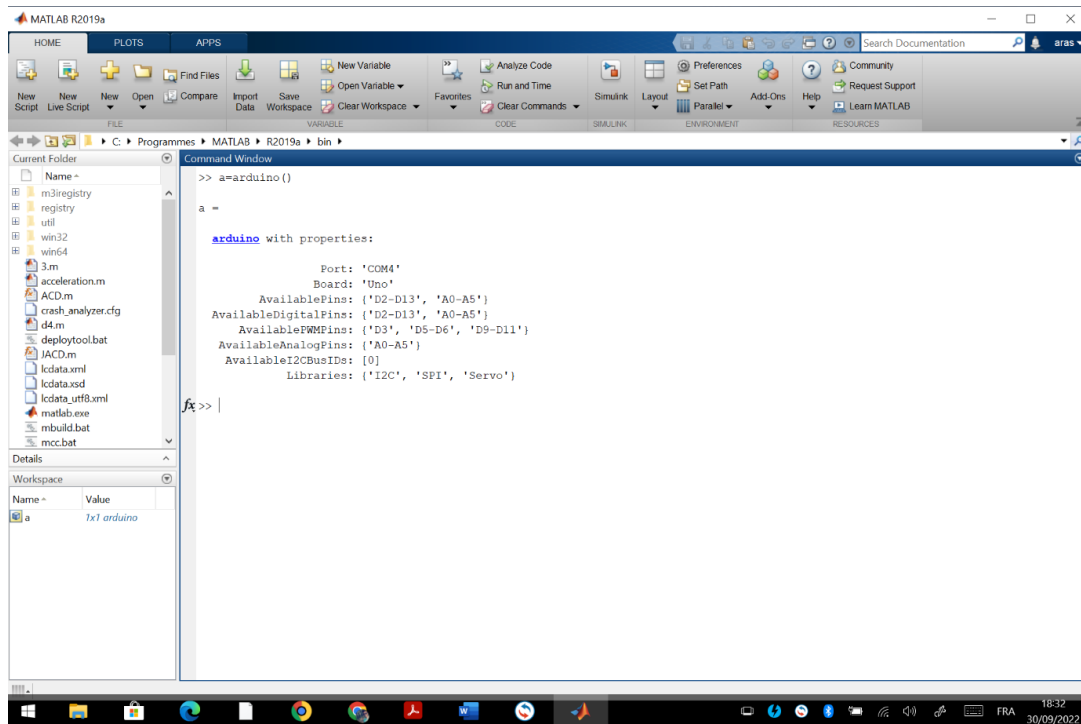 MATLAB R2019a
HOME PLOTS APPS
Search Documentation
aras
New Script
New Live Script
New
Open
Find Files
Compare
Import Data
Save Workspace
New Variable
Open Variable
Clear Workspace
Favorites
Analyze Code
Run and Time
Clear Commands
Simulink
Layout
Preferences
Set Path
Parallel
Add-Ons
Help
Community
Request Support
Learn MATLAB
FILE VARIABLE CODE SIMULINK ENVIRONMENT RESOURCES
C: Programmes MATLAB R2019a bin
Current Folder
Name
m3iregistry
registry
util
win32
win64
3.m
acceleration.m
ACD.m
crash_analyzer.cfg
d4.m
deploytool.bat
JACD.m
lcdata.xml
lcdata.xsd
lcdata_utf8.xml
matlab.exe
mbuild.bat
mcc.bat
Details
Workspace
Name Value
a 1x1 arduino
Command Window
>> a=arduino()
a =
arduino with properties:
Port: 'COM4'
Board: 'Uno'
AvailablePins: {'D2-D13', 'A0-A5'}
AvailableDigitalPins: {'D2-D13', 'A0-A5'}
AvailablePWMPins: {'D3', 'D5-D6', 'D9-D11'}
AvailableAnalogPins: {'A0-A5'}
AvailableI2CBusIDs: [0]
Libraries: {'I2C', 'SPI', 'Servo'}
fx >>
FRA
18:32
30/09/2022